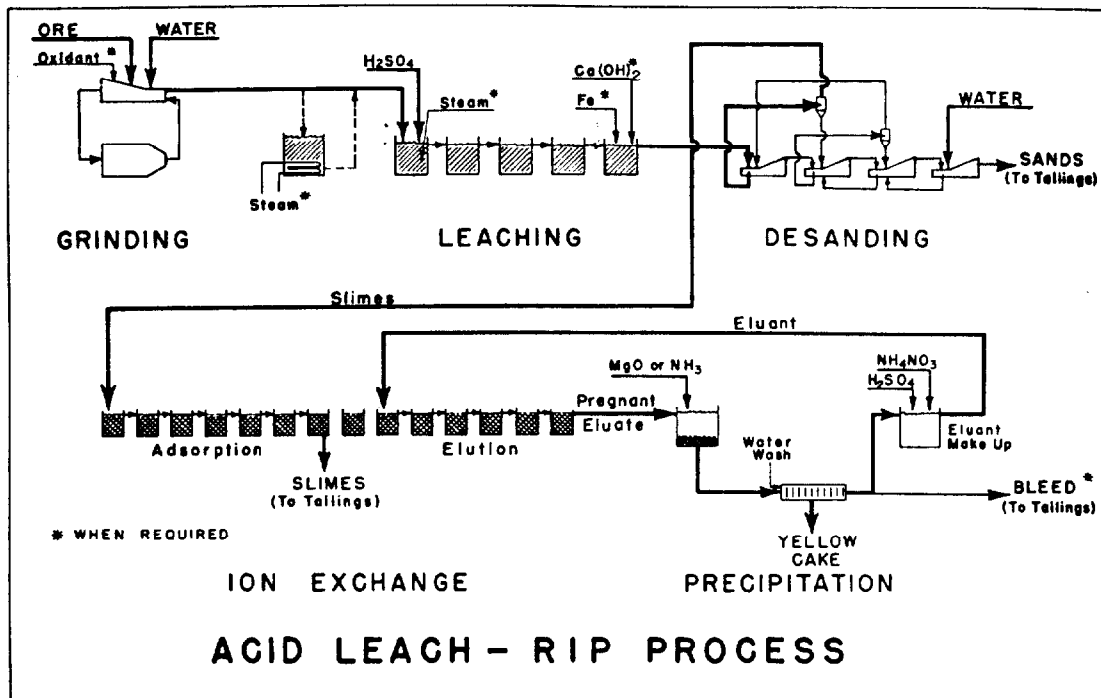 ORE
WATER
Oxidant *
H2SO4
Steam *
Ca(OH)2 *
Fe *
WATER
SANDS
(To Tailings)
Steam *
GRINDING
LEACHING
DESANDING
Slimes
Eluant
MgO or NH3
NH4NO3
H2SO4
Pregnant
Eluate
Eluant
Make Up
Water
Wash
Adsorption
Elution
SLIMES
(To Tailings)
BLEED *
(To Tailings)
* WHEN REQUIRED
YELLOW
CAKE
ION EXCHANGE
PRECIPITATION
ACID LEACH - RIP PROCESS